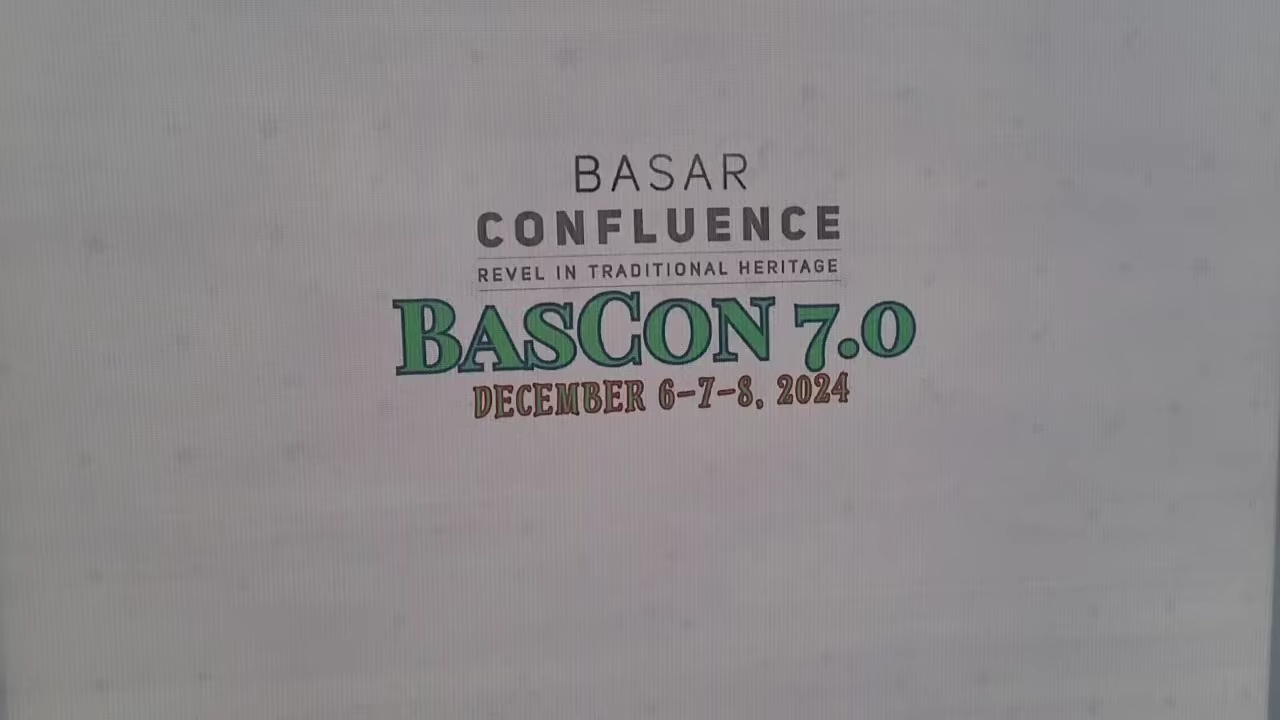 BASAR
CONFLUENCE
REVEL IN TRADITIONAL HERITAGE
BASCON 7.0
DECEMBER 6-7-8, 2024